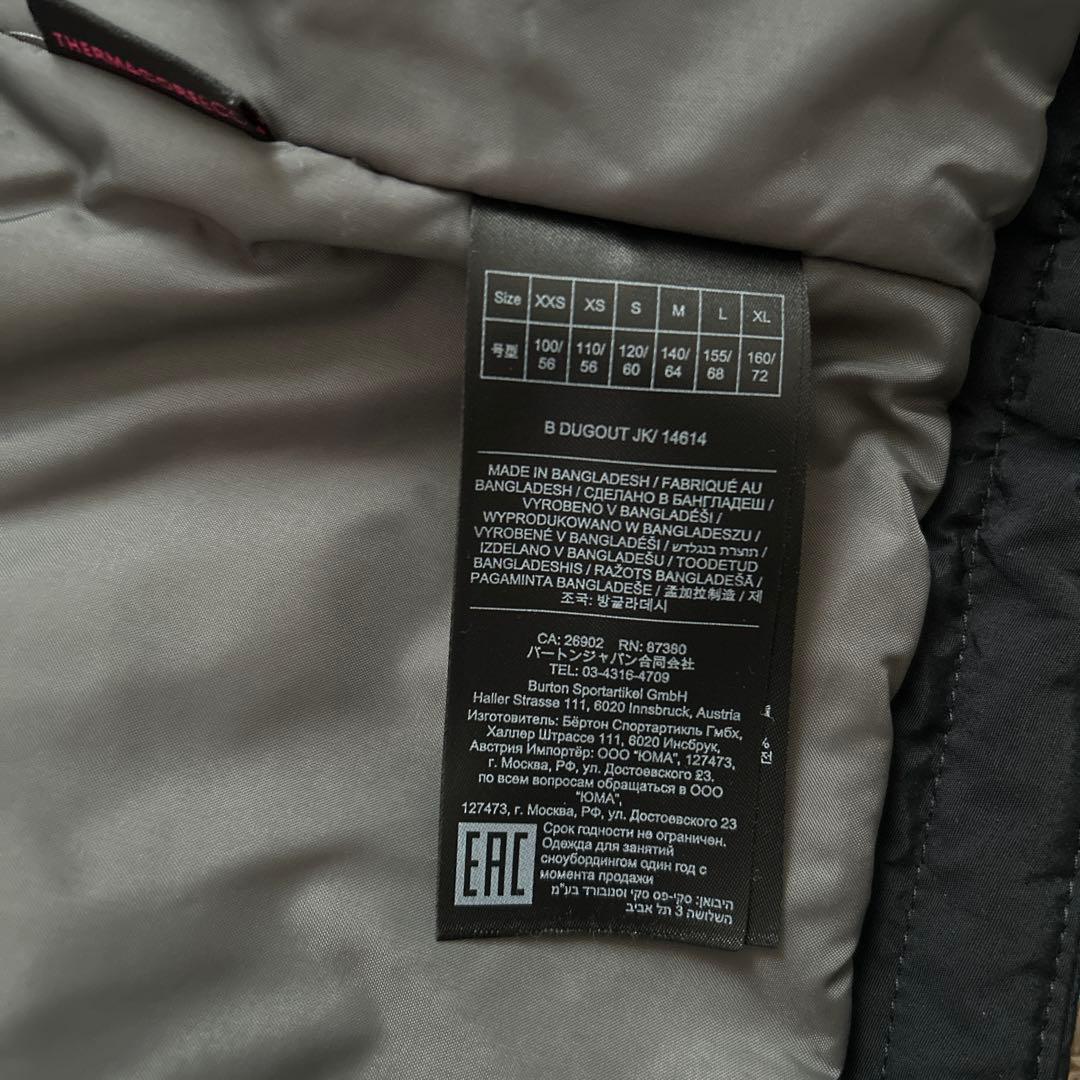 THERMACOREECO
Size XXS XS S M L XL
号型 100/56 110/56 120/60 140/64 155/68 160/72
B DUGOUT JK/ 14614
MADE IN BANGLADESH / FABRIQUÉ AU
BANGLADESH / СДЕЛАНО В БАНГЛАДЕШ /
VYROBENO V BANGLADÉŠI /
WYPRODUKOWANO W BANGLADESZU /
VYROBENÉ V BANGLADÉŠI / תוצרת בנגלדש /
IZDELANO V BANGLADEŠU / TOODETUD
BANGLADESHIS / RAŽOTS BANGLADEŠĀ /
PAGAMINTA BANGLADEŠE / 孟加拉制造 / 제
조국: 방글라데시
CA: 26902 RN: 87380
バートンジャパン合同会社
TEL: 03-4316-4709
Burton Sportartikel GmbH
Haller Strasse 111, 6020 Innsbruck, Austria
Изготовитель: Бёртон Спортартикль Гмбх,
Халлер Штрассе 111, 6020 Инсбрук,
Австрия Импортёр: ООО "ЮМА", 127473,
г. Москва, РФ, ул. Достоевского 23.
по всем вопросам обращаться в ООО
"ЮМА",
127473, г. Москва, РФ, ул. Достоевского 23
EAC
Срок годности не ограничен.
Одежда для занятий
сноубордингом один год с
момента продажи
היבואן: סקי-פס סקי וסנובורד בע"מ
השלושה 3 תל אביב